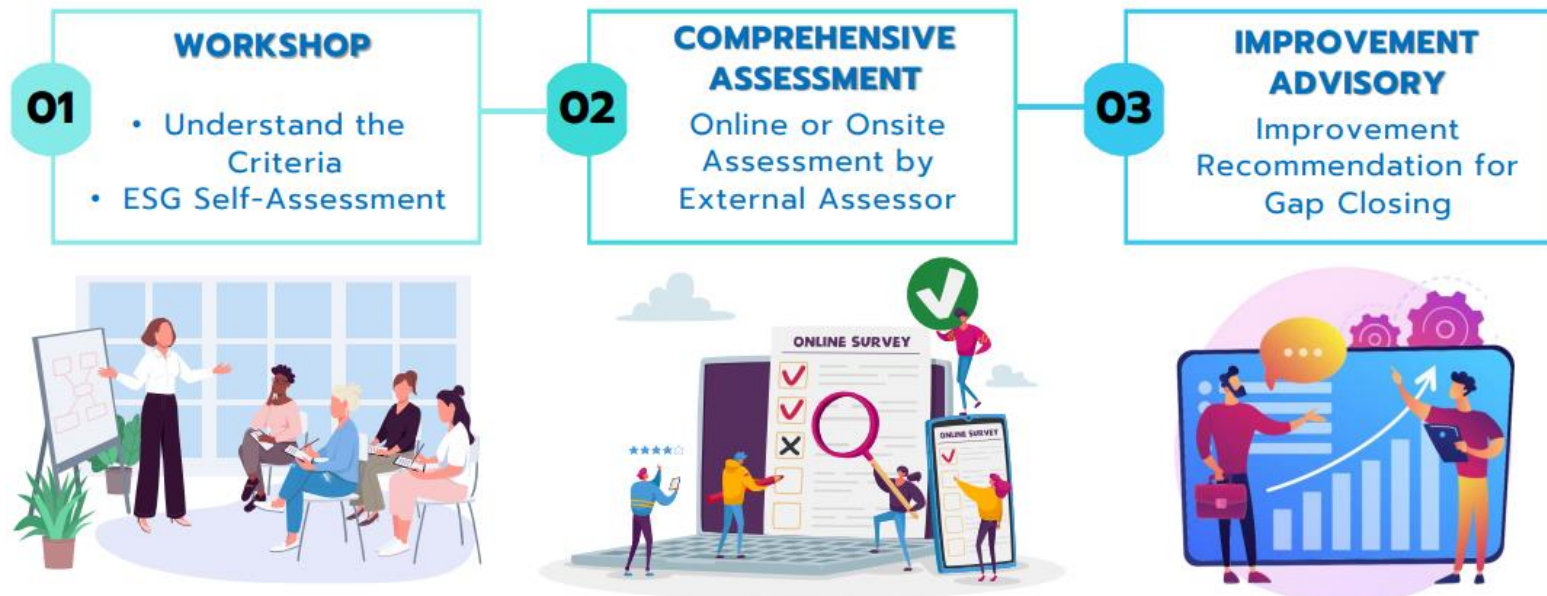 01
WORKSHOP
• Understand the
Criteria
• ESG Self-Assessment
02
COMPREHENSIVE
ASSESSMENT
Online or Onsite
Assessment by
External Assessor
03
IMPROVEMENT
ADVISORY
Improvement
Recommendation for
Gap Closing
ONLINE SURVEY
ONLINE SURVEY